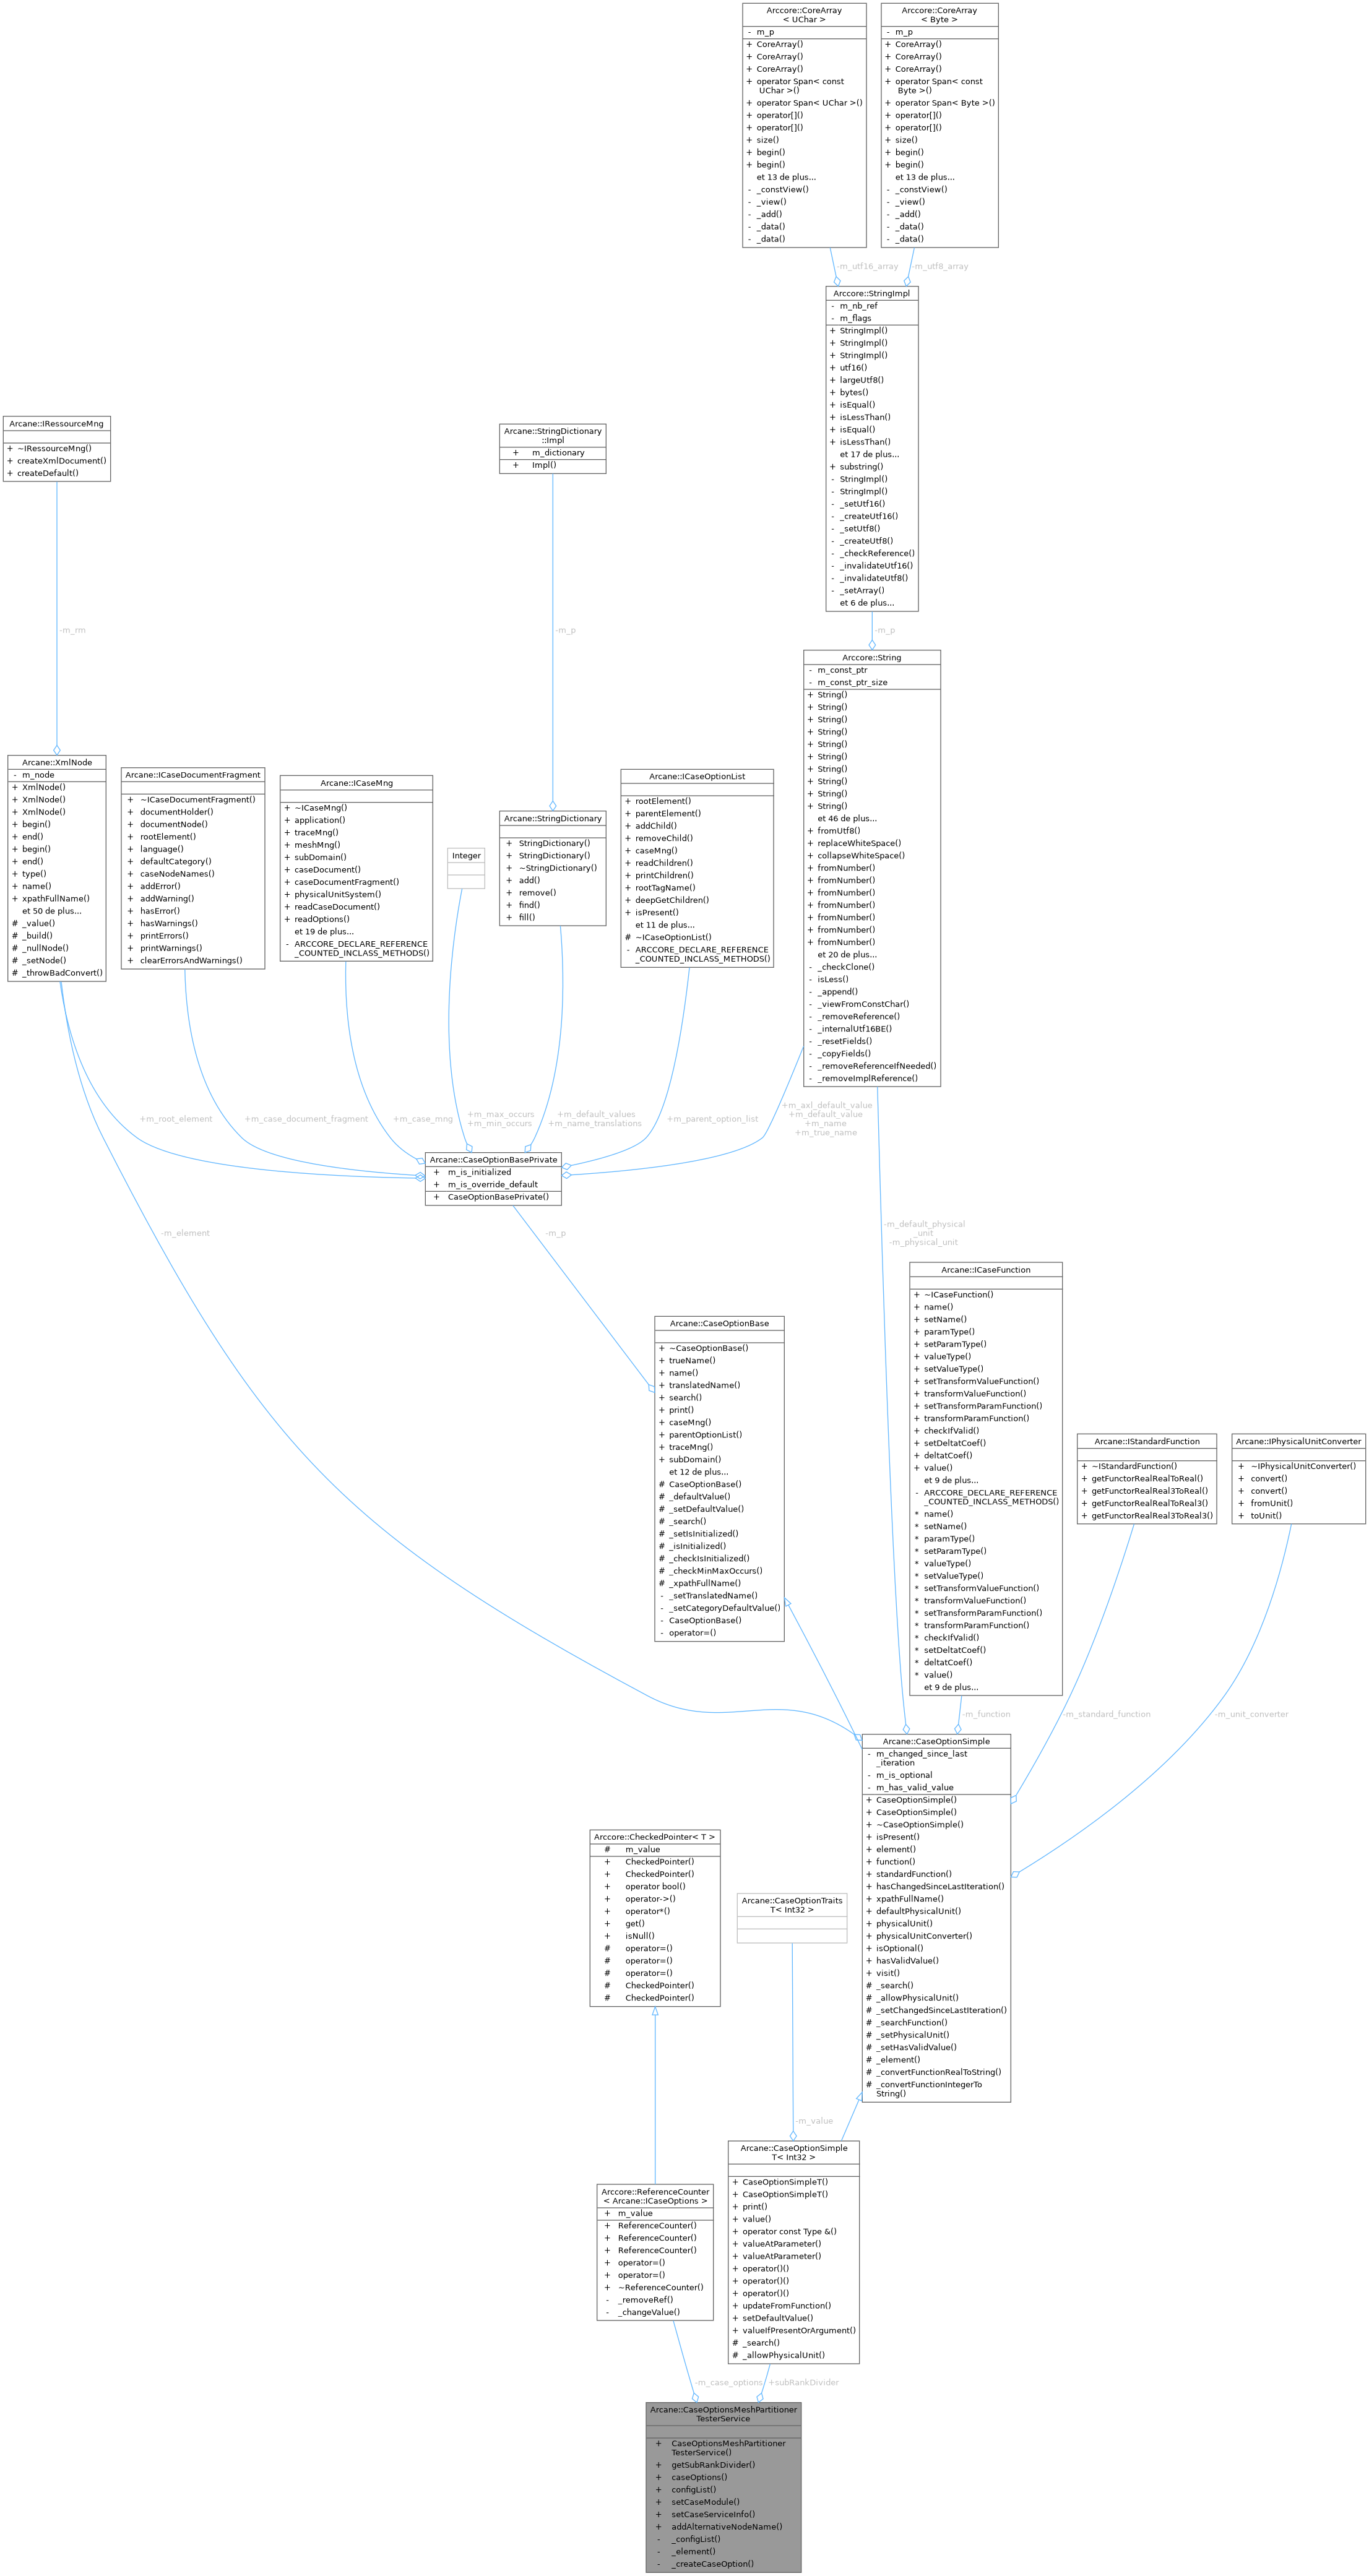 Arccore::CoreArray
< UChar >
- m_p
+ CoreArray()
+ CoreArray()
+ CoreArray()
+ operator Span< const
UChar >()
+ operator Span< UChar >()
+ operator[]()
+ operator[]()
+ size()
+ begin()
+ begin()
et 13 de plus...
- _constView()
- _view()
- _add()
- _data()
- _data()
Arccore::CoreArray
< Byte >
- m_p
+ CoreArray()
+ CoreArray()
+ CoreArray()
+ operator Span< const
Byte >()
+ operator Span< Byte >()
+ operator[]()
+ operator[]()
+ size()
+ begin()
+ begin()
et 13 de plus...
- _constView()
- _view()
- _add()
- _data()
- _data()
-m_utf16_array
-m_utf8_array
Arccore::StringImpl
- m_nb_ref
- m_flags
+ StringImpl()
+ StringImpl()
+ StringImpl()
+ utf16()
+ largeUtf8()
+ bytes()
+ isEqual()
+ isLessThan()
+ isEqual()
+ isLessThan()
et 17 de plus...
+ substring()
- StringImpl()
- StringImpl()
- _setUtf16()
- _createUtf16()
- _setUtf8()
- _createUtf8()
- _checkReference()
- _invalidateUtf16()
- _invalidateUtf8()
- _setArray()
et 6 de plus...
Arcane::IRessourceMng
+ ~IRessourceMng()
+ createXmlDocument()
+ createDefault()
Arcane::StringDictionary
::Impl
+ m_dictionary
+ Impl()
-m_rm
-m_p
-m_p
Arccore::String
- m_const_ptr
- m_const_ptr_size
+ String()
+ String()
+ String()
+ String()
+ String()
+ String()
+ String()
+ String()
+ String()
+ String()
et 46 de plus...
+ fromUtf8()
+ replaceWhiteSpace()
+ collapseWhiteSpace()
+ fromNumber()
+ fromNumber()
+ fromNumber()
+ fromNumber()
+ fromNumber()
+ fromNumber()
+ fromNumber()
et 20 de plus...
- _checkClone()
- isLess()
- _append()
- _viewFromConstChar()
- _removeReference()
- _internalUtf16BE()
- _resetFields()
- _copyFields()
- _removeReferenceIfNeeded()
- _removeImplReference()
Arcane::XmlNode
- m_node
+ XmlNode()
+ XmlNode()
+ XmlNode()
+ begin()
+ end()
+ begin()
+ end()
+ type()
+ name()
+ xpathFullName()
et 50 de plus...
# _value()
# _build()
# _nullNode()
# _setNode()
# _throwBadConvert()
Arcane::ICaseDocumentFragment
+ ~ICaseDocumentFragment()
+ documentHolder()
+ documentNode()
+ rootElement()
+ language()
+ defaultCategory()
+ caseNodeNames()
+ addError()
+ addWarning()
+ hasError()
+ hasWarnings()
+ printErrors()
+ printWarnings()
+ clearErrorsAndWarnings()
Arcane::ICaseMng
+ ~ICaseMng()
+ application()
+ traceMng()
+ meshMng()
+ subDomain()
+ caseDocument()
+ caseDocumentFragment()
+ physicalUnitSystem()
+ readCaseDocument()
+ readOptions()
et 19 de plus...
- ARCCORE_DECLARE_REFERENCE
_COUNTED_INCLASS_METHODS()
Integer
Arcane::StringDictionary
+ StringDictionary()
+ StringDictionary()
+ ~StringDictionary()
+ add()
+ remove()
+ find()
+ fill()
Arcane::ICaseOptionList
+ rootElement()
+ parentElement()
+ addChild()
+ removeChild()
+ caseMng()
+ readChildren()
+ printChildren()
+ rootTagName()
+ deepGetChildren()
+ isPresent()
et 11 de plus...
# ~ICaseOptionList()
- ARCCORE_DECLARE_REFERENCE
_COUNTED_INCLASS_METHODS()
+m_root_element
+m_case_document_fragment
+m_case_mng
+m_max_occurs
+m_min_occurs
+m_default_values
+m_name_translations
+m_parent_option_list
+m_axl_default_value
+m_default_value
+m_name
+m_true_name
Arcane::CaseOptionBasePrivate
+ m_is_initialized
+ m_is_override_default
+ CaseOptionBasePrivate()
-m_element
-m_p
-m_default_physical
_unit
-m_physical_unit
Arcane::CaseOptionBase
+ ~CaseOptionBase()
+ trueName()
+ name()
+ translatedName()
+ search()
+ print()
+ caseMng()
+ parentOptionList()
+ traceMng()
+ subDomain()
et 12 de plus...
# CaseOptionBase()
# _defaultValue()
# _setDefaultValue()
# _search()
# _setIsInitialized()
# _isInitialized()
# _checkIsInitialized()
# _checkMinMaxOccurs()
# _xpathFullName()
- _setTranslatedName()
- _setCategoryDefaultValue()
- CaseOptionBase()
- operator=()
Arcane::ICaseFunction
+ ~ICaseFunction()
+ name()
+ setName()
+ paramType()
+ setParamType()
+ valueType()
+ setValueType()
+ setTransformValueFunction()
+ transformValueFunction()
+ setTransformParamFunction()
+ transformParamFunction()
+ checkIfValid()
+ setDeltatCoef()
+ deltatCoef()
+ value()
et 9 de plus...
- ARCCORE_DECLARE_REFERENCE
_COUNTED_INCLASS_METHODS()
* name()
* setName()
* paramType()
* setParamType()
* valueType()
* setValueType()
* setTransformValueFunction()
* transformValueFunction()
* setTransformParamFunction()
* transformParamFunction()
* checkIfValid()
* setDeltatCoef()
* deltatCoef()
* value()
et 9 de plus...
Arcane::IStandardFunction
+ ~IStandardFunction()
+ getFunctorRealRealToReal()
+ getFunctorRealReal3ToReal()
+ getFunctorRealRealToReal3()
+ getFunctorRealReal3ToReal3()
Arcane::IPhysicalUnitConverter
+ ~IPhysicalUnitConverter()
+ convert()
+ convert()
+ fromUnit()
+ toUnit()
-m_function
-m_standard_function
-m_unit_converter
Arcane::CaseOptionSimple
- m_changed_since_last
_iteration
- m_is_optional
- m_has_valid_value
+ CaseOptionSimple()
+ CaseOptionSimple()
+ ~CaseOptionSimple()
+ isPresent()
+ element()
+ function()
+ standardFunction()
+ hasChangedSinceLastIteration()
+ xpathFullName()
+ defaultPhysicalUnit()
+ physicalUnit()
+ physicalUnitConverter()
+ isOptional()
+ hasValidValue()
+ visit()
# _search()
# _allowPhysicalUnit()
# _setChangedSinceLastIteration()
# _searchFunction()
# _setPhysicalUnit()
# _setHasValidValue()
# _element()
# _convertFunctionRealToString()
# _convertFunctionIntegerTo
String()
Arccore::CheckedPointer< T >
# m_value
+ CheckedPointer()
+ CheckedPointer()
+ operator bool()
+ operator->()
+ operator*()
+ get()
+ isNull()
# operator=()
# operator=()
# operator=()
# CheckedPointer()
# CheckedPointer()
Arcane::CaseOptionTraits
T< Int32 >
-m_value
Arcane::CaseOptionSimple
T< Int32 >
+ CaseOptionSimpleT()
+ CaseOptionSimpleT()
+ print()
+ value()
+ operator const Type &()
+ valueAtParameter()
+ valueAtParameter()
+ operator()()
+ operator()()
+ operator()()
+ updateFromFunction()
+ setDefaultValue()
+ valueIfPresentOrArgument()
# _search()
# _allowPhysicalUnit()
Arccore::ReferenceCounter
< Arcane::ICaseOptions >
+ m_value
+ ReferenceCounter()
+ ReferenceCounter()
+ ReferenceCounter()
+ operator=()
+ operator=()
+ ~ReferenceCounter()
- _removeRef()
- _changeValue()
-m_case_options
+subRankDivider
Arcane::CaseOptionsMeshPartitioner
TesterService
+ CaseOptionsMeshPartitioner
TesterService()
+ getSubRankDivider()
+ caseOptions()
+ configList()
+ setCaseModule()
+ setCaseServiceInfo()
+ addAlternativeNodeName()
- _configList()
- _element()
- _createCaseOption()